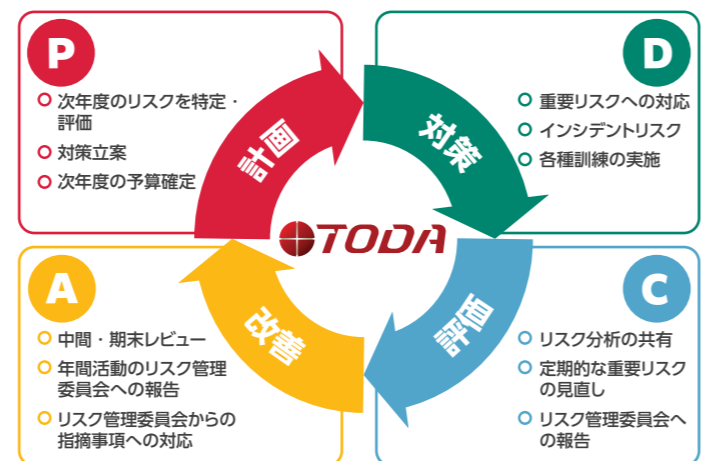 P
次年度のリスクを特定・
評価
対策立案
次年度の予算確定
計画
D
重要リスクへの対応
インシデントリスク
各種訓練の実施
対策
TODA
A
中間・期末レビュー
年間活動のリスク管理
委員会への報告
リスク管理委員会からの
指摘事項への対応
改善
C
リスク分析の共有
定期的な重要リスク
の見直し
リスク管理委員会へ
の報告
評価